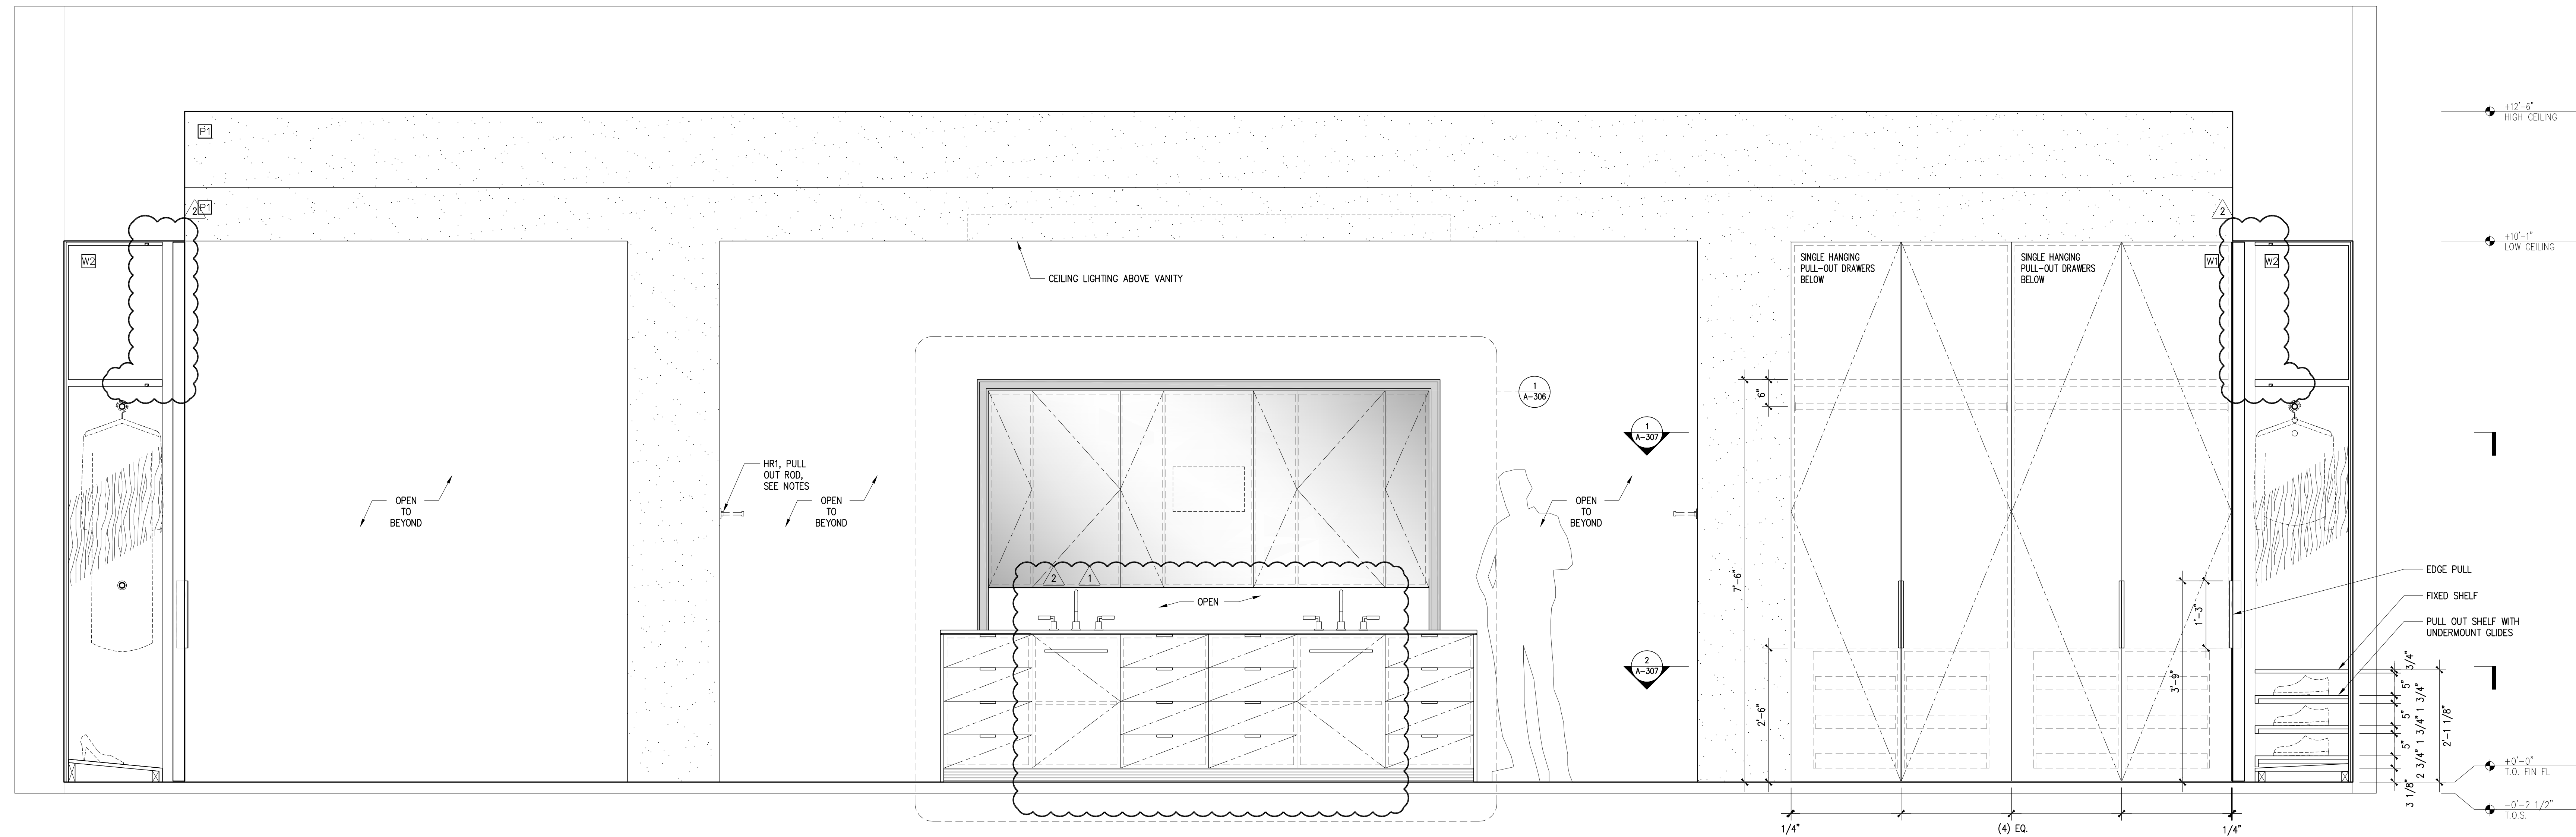 +12'-6"
HIGH CEILING
P1
2
P1
2
+10'-1"
LOW CEILING
W2
CEILING LIGHTING ABOVE VANITY
SINGLE HANGING
PULL-OUT DRAWERS
BELOW
SINGLE HANGING
PULL-OUT DRAWERS
BELOW
W1
W2
1
A-306
6"
1
A-307
HR1, PULL
OUT ROD,
SEE NOTES
OPEN
TO
BEYOND
OPEN
TO
BEYOND
OPEN
TO
BEYOND
2
1
OPEN
7'-6"
EDGE PULL
FIXED SHELF
PULL OUT SHELF WITH
UNDERMOUNT GLIDES
1'-3"
2
A-307
3'-9"
2'-6"
3/4"
5"
1 3/4"
5"
1 3/4"
5"
2 3/4"
3 1/8"
2'-1 1/8"
+0'-0"
T.O. FIN FL
-0'-2 1/2"
T.O.S.
1/4"
(4) EQ.
1/4"